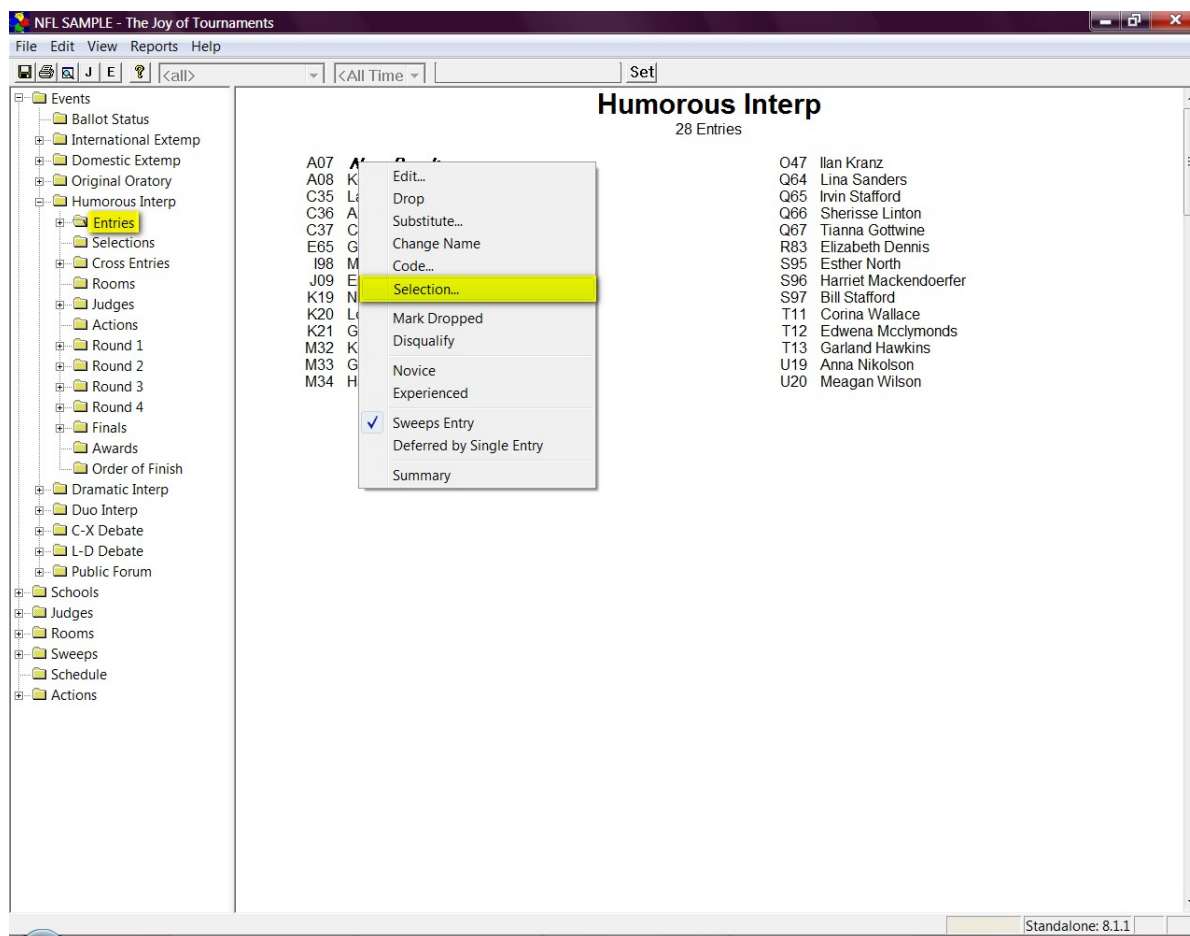 NFL SAMPLE - The Joy of Tournaments
File Edit View Reports Help
J E ? <all> <All Time Set
Events
Ballot Status
International Extemp
Domestic Extemp
Original Oratory
Humorous Interp
Entries
Selections
Cross Entries
Rooms
Judges
Actions
Round 1
Round 2
Round 3
Round 4
Finals
Awards
Order of Finish
Dramatic Interp
Duo Interp
C-X Debate
L-D Debate
Public Forum
Schools
Judges
Rooms
Sweeps
Schedule
Actions
Humorous Interp
28 Entries
A07
A08 K
C35 La
C36 A
C37 C
E65 G
I98 M
J09 E
K19 N
K20 Lo
K21 G
M32 K
M33 G
M34 H
Edit...
Drop
Substitute...
Change Name
Code...
Selection...
Mark Dropped
Disqualify
Novice
Experienced
Sweeps Entry
Deferred by Single Entry
Summary
O47 Ilan Kranz
Q64 Lina Sanders
Q65 Irvin Stafford
Q66 Sherisse Linton
Q67 Tianna Gottwine
R83 Elizabeth Dennis
S95 Esther North
S96 Harriet Mackendoerfer
S97 Bill Stafford
T11 Corina Wallace
T12 Edwena Mcclymonds
T13 Garland Hawkins
U19 Anna Nikolson
U20 Meagan Wilson
Standalone: 8.1.1